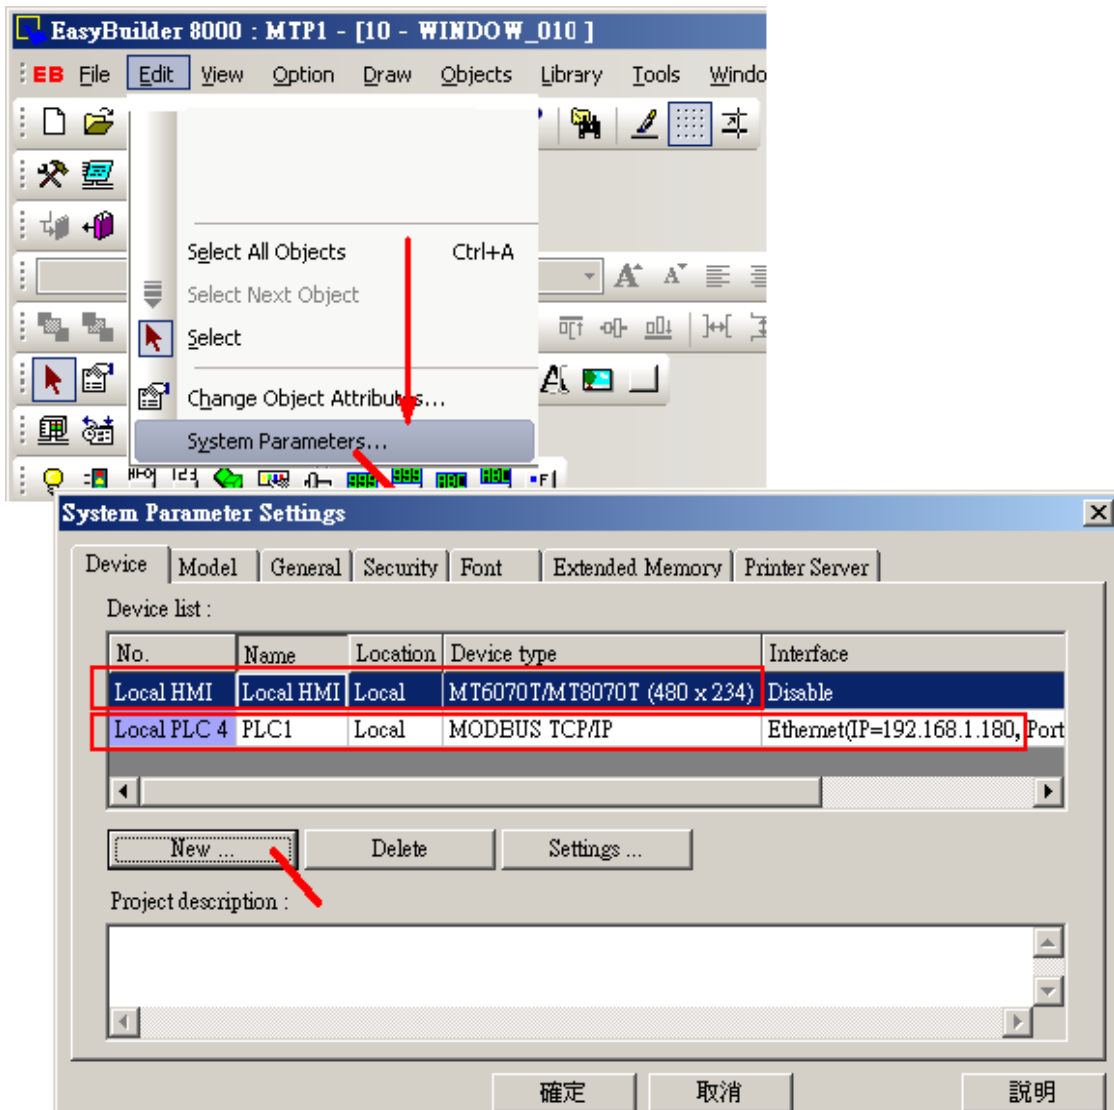 EasyBuilder 8000 : MTP1 - [10 - WINDOW_010 ]
EB File Edit View Option Draw Objects Library Tools Windo
Select All Objects Ctrl+A
Select Next Object
Select
Change Object Attributes...
System Parameters...
System Parameter Settings
Device Model General Security Font Extended Memory Printer Server
Device list :
No. Name Location Device type Interface
Local HMI Local HMI Local MT6070T/MT8070T (480 x 234) Disable
Local PLC 4 PLC1 Local MODBUS TCP/IP Ethernet(IP=192.168.1.180, Port
New ... Delete Settings ...
Project description :
確定 取消 説明